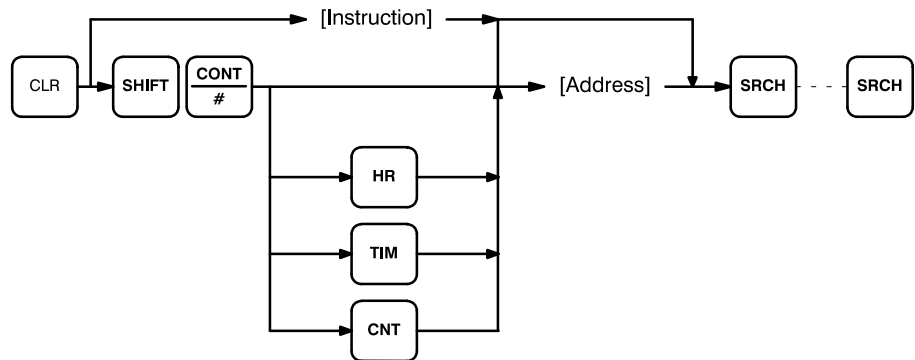 [Instruction]
CLR
SHIFT
CONT
#
[Address]
SRCH
SRCH
HR
TIM
CNT